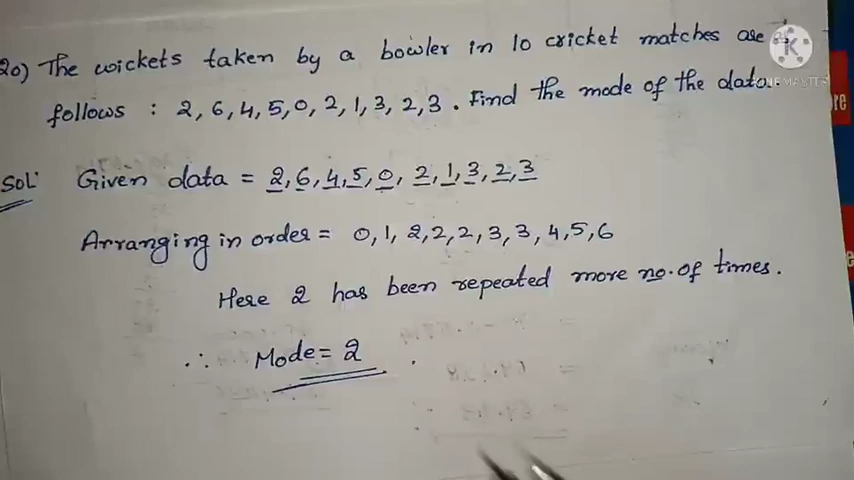 20) The wickets taken by a bowler in 10 cricket matches are as
follows : 2, 6, 4, 5, 0, 2, 1, 3, 2, 3. Find the mode of the data.
Sol: Given data = 2, 6, 4, 5, 0, 2, 1, 3, 2, 3
Arranging in order = 0, 1, 2, 2, 2, 3, 3, 4, 5, 6
Here 2 has been repeated more no. of times.
∴ Mode = 2
K